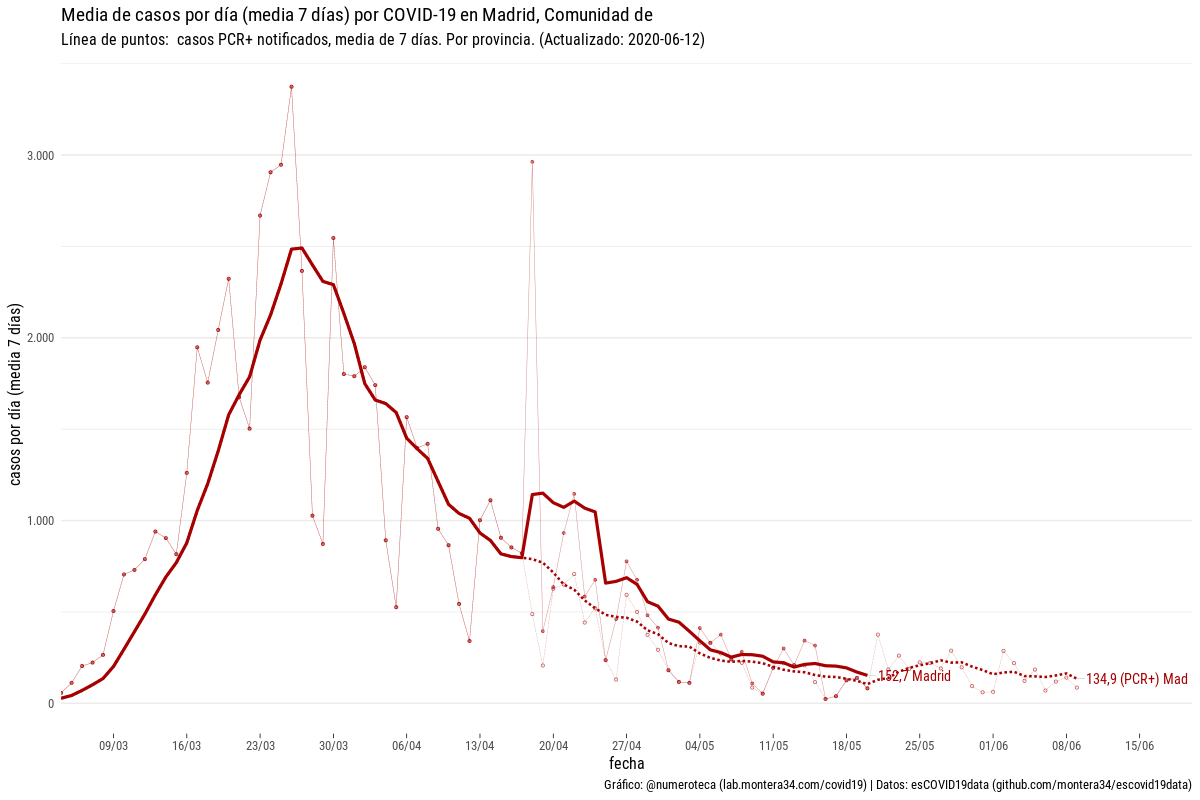 Media de casos por día (media 7 días) por COVID-19 en Madrid, Comunidad de
Línea de puntos:  casos PCR+ notificados, media de 7 días. Por provincia. (Actualizado: 2020-06-12)
casos por día (media 7 días)
3.000
2.000
1.000
0
152,7 Madrid
134,9 (PCR+) Mad
09/03
16/03
23/03
30/03
06/04
13/04
20/04
27/04
04/05
11/05
18/05
25/05
01/06
08/06
15/06
fecha
Gráfico: @numeroteca (lab.montera34.com/covid19) | Datos: esCOVID19data (github.com/montera34/escovid19data)